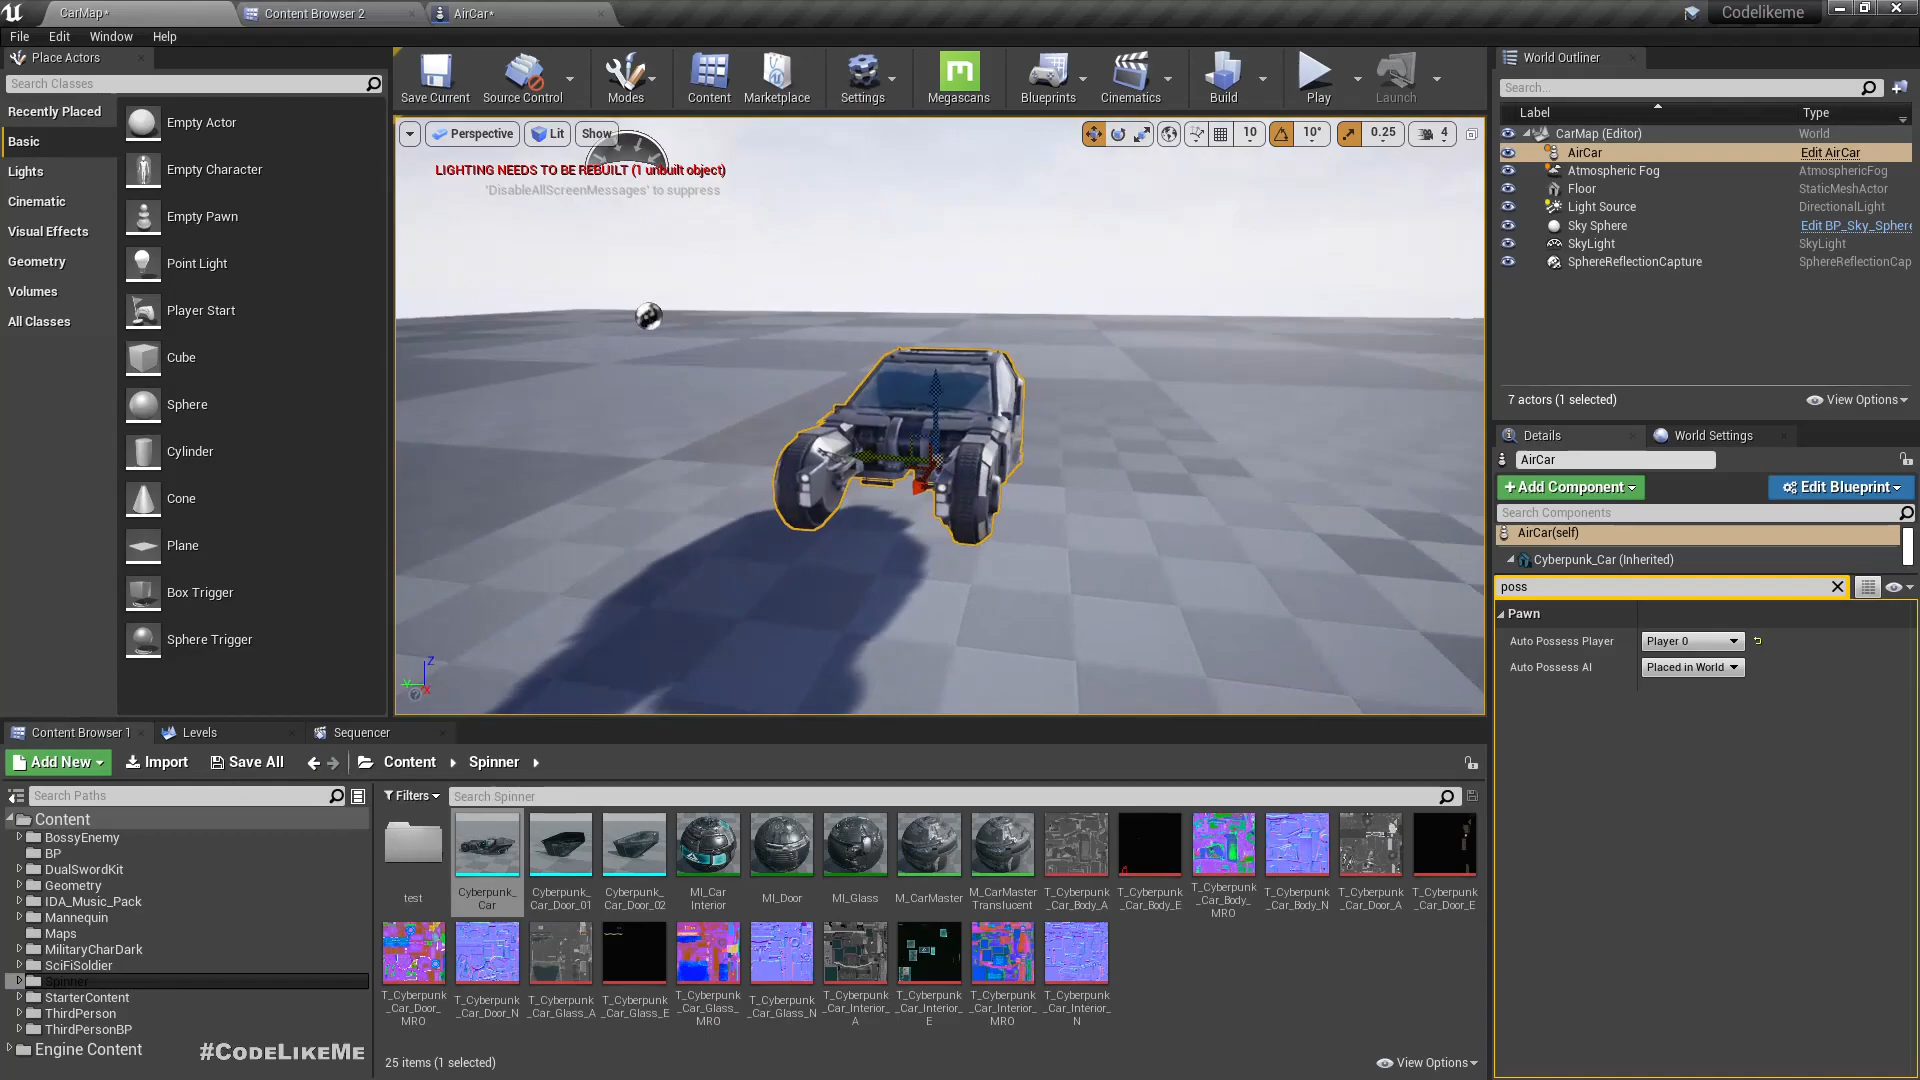 CarMap*
Content Browser 2
AirCar*
Codelikeme
File
Edit
Window
Help
Place Actors
Search Classes
Recently Placed
Basic
Lights
Cinematic
Visual Effects
Geometry
Volumes
All Classes
Empty Actor
Empty Character
Empty Pawn
Point Light
Player Start
Cube
Sphere
Cylinder
Cone
Plane
Box Trigger
Sphere Trigger
Save Current
Source Control
Modes
Content
Marketplace
Settings
Megascans
Blueprints
Cinematics
Build
Play
Launch
Perspective
Lit
Show
10
10°
0.25
4
LIGHTING NEEDS TO BE REBUILT (1 unbuilt object)
'DisableAllScreenMessages' to suppress
Z
Y
X
World Outliner
Search...
Label
Type
CarMap (Editor)
World
AirCar
Edit AirCar
Atmospheric Fog
AtmosphericFog
Floor
StaticMeshActor
Light Source
DirectionalLight
Sky Sphere
Edit BP_Sky_Sphere
SkyLight
SkyLight
SphereReflectionCapture
SphereReflectionCap
7 actors (1 selected)
View Options
Details
World Settings
AirCar
+Add Component
Edit Blueprint
Search Components
AirCar(self)
Cyberpunk_Car (Inherited)
poss
Pawn
Auto Possess Player
Player 0
Auto Possess AI
Placed in World
Content Browser 1
Levels
Sequencer
Add New
Import
Save All
Content
Spinner
Search Paths
Filters
Search Spinner
Content
BossyEnemy
BP
DualSwordKit
Geometry
IDA_Music_Pack
Mannequin
Maps
MilitaryCharDark
SciFiSoldier
Spinner
StarterContent
ThirdPerson
ThirdPersonBP
Engine Content
#CodeLikeMe
test
Cyberpunk_
Car
Cyberpunk_
Car_Door_01
Cyberpunk_
Car_Door_02
MI_Car
Interior
MI_Door
MI_Glass
M_CarMaster
M_CarMaster
Translucent
T_Cyberpunk
_Car_Body_A
T_Cyberpunk
_Car_Body_E
T_Cyberpunk
_Car_Body_
MRO
T_Cyberpunk
_Car_Body_N
T_Cyberpunk
_Car_Door_A
T_Cyberpunk
_Car_Door_E
T_Cyberpunk
_Car_Door_
MRO
T_Cyberpunk
_Car_Door_N
T_Cyberpunk
_Car_Glass_A
T_Cyberpunk
_Car_Glass_E
T_Cyberpunk
_Car_Glass_
MRO
T_Cyberpunk
_Car_Glass_N
T_Cyberpunk
_Car_Interior_
A
T_Cyberpunk
_Car_Interior_
E
T_Cyberpunk
_Car_Interior_
MRO
T_Cyberpunk
_Car_Interior_
N
25 items (1 selected)
View Options